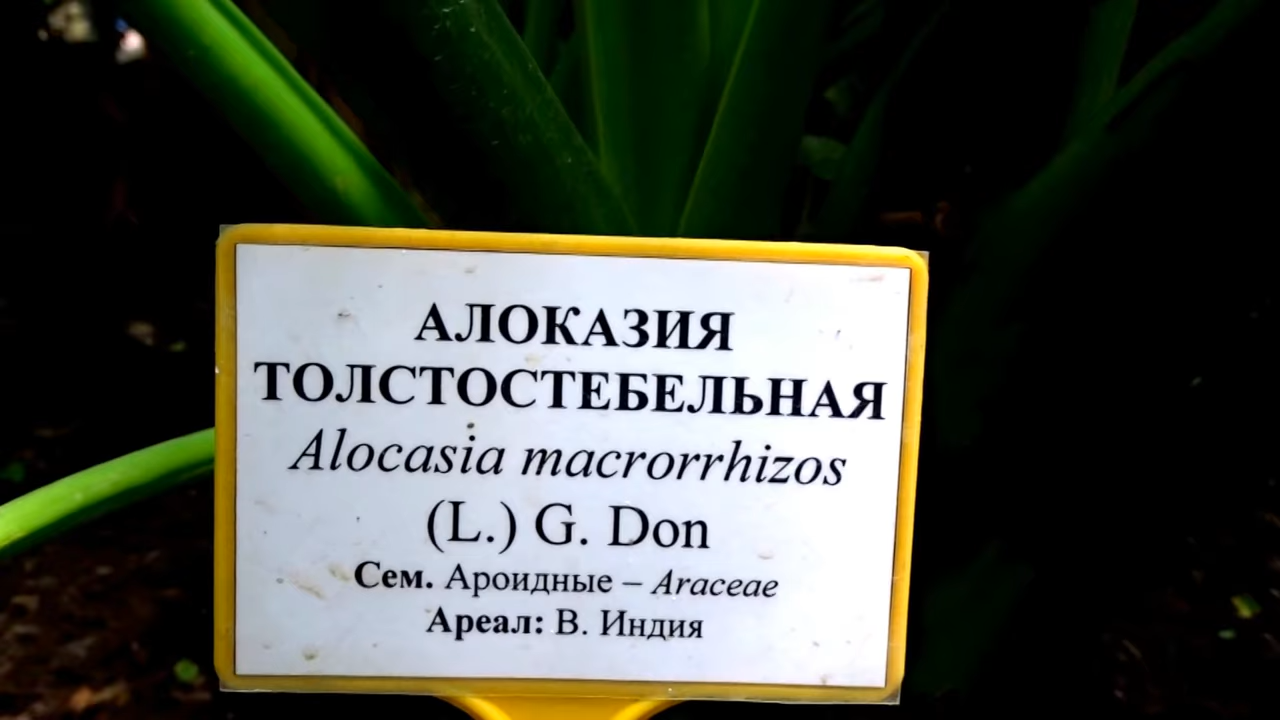 АЛОКАЗИЯ
ТОЛСТОСТЕБЕЛЬНАЯ
Alocasia macrorrhizos
(L.) G. Don
Сем. Ароидные – Araceae
Ареал: В. Индия